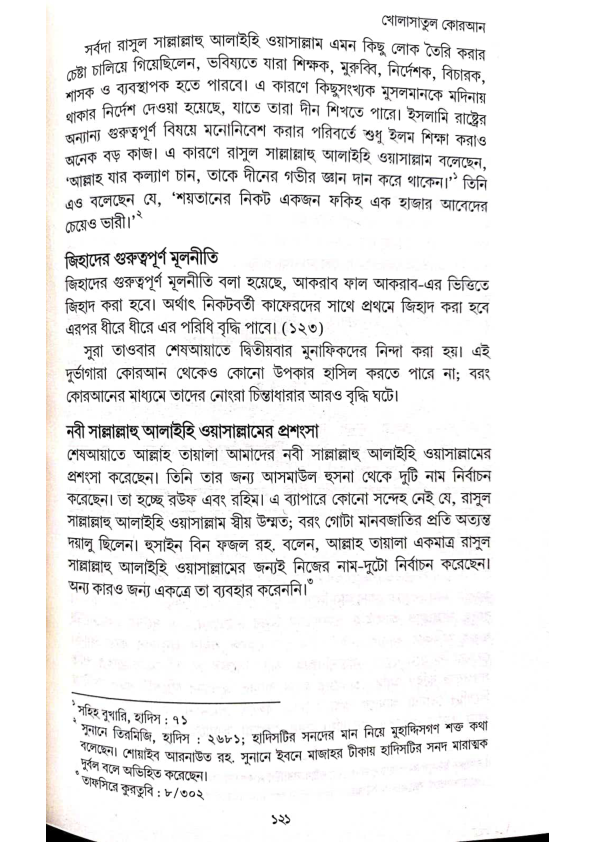 খোলাসাতুল কোরআন
সর্বদা রাসুল সাল্লাল্লাহু আলাইহি ওয়াসাল্লাম এমন কিছু লোক তৈরি করার
চেষ্টা চালিয়ে গিয়েছিলেন, ভবিষ্যতে যারা শিক্ষক, মুরুব্বি, নির্দেশক, বিচারক,
শাসক ও ব্যবস্থাপক হতে পারবে। এ কারণে কিছুসংখ্যক মুসলমানকে মদিনায়
থাকার নির্দেশ দেওয়া হয়েছে, যাতে তারা দীন শিখতে পারে। ইসলামি রাষ্ট্রের
অন্যান্য গুরুত্বপূর্ণ বিষয়ে মনোনিবেশ করার পরিবর্তে শুধু ইলম শিক্ষা করাও
অনেক বড় কাজ। এ কারণে রাসুল সাল্লাল্লাহু আলাইহি ওয়াসাল্লাম বলেছেন,
‘আল্লাহ যার কল্যাণ চান, তাকে দীনের গভীর জ্ঞান দান করে থাকেন।’১ তিনি
এও বলেছেন যে, ‘শয়তানের নিকট একজন ফকিহ এক হাজার আবেদের
চেয়েও ভারী।’২
জিহাদের গুরুত্বপূর্ণ মূলনীতি
জিহাদের গুরুত্বপূর্ণ মূলনীতি বলা হয়েছে, আকরাব ফাল আকরাব-এর ভিত্তিতে
জিহাদ করা হবে। অর্থাৎ নিকটবর্তী কাফেরদের সাথে প্রথমে জিহাদ করা হবে
এরপর ধীরে ধীরে এর পরিধি বৃদ্ধি পাবে। (১২৩)
সুরা তাওবার শেষআয়াতে দ্বিতীয়বার মুনাফিকদের নিন্দা করা হয়। এই
দুর্ভাগারা কোরআন থেকেও কোনো উপকার হাসিল করতে পারে না; বরং
কোরআনের মাধ্যমে তাদের নোংরা চিন্তাধারার আরও বৃদ্ধি ঘটে।
নবী সাল্লাল্লাহু আলাইহি ওয়াসাল্লামের প্রশংসা
শেষআয়াতে আল্লাহ তায়ালা আমাদের নবী সাল্লাল্লাহু আলাইহি ওয়াসাল্লামের
প্রশংসা করেছেন। তিনি তার জন্য আসমাউল হুসনা থেকে দুটি নাম নির্বাচন
করেছেন। তা হচ্ছে রউফ এবং রহিম। এ ব্যাপারে কোনো সন্দেহ নেই যে, রাসুল
সাল্লাল্লাহু আলাইহি ওয়াসাল্লাম স্বীয় উম্মত; বরং গোটা মানবজাতির প্রতি অত্যন্ত
দয়ালু ছিলেন। হুসাইন বিন ফজল রহ. বলেন, আল্লাহ তায়ালা একমাত্র রাসুল
সাল্লাল্লাহু আলাইহি ওয়াসাল্লামের জন্যই নিজের নাম-দুটো নির্বাচন করেছেন।
অন্য কারও জন্য একত্রে তা ব্যবহার করেননি।৩
১ সহিহ বুখারি, হাদিস : ৭১
২ সুনানে তিরমিজি, হাদিস : ২৬৮১; হাদিসটির সনদের মান নিয়ে মুহাদ্দিসগণ শক্ত কথা
বলেছেন। শোয়াইব আরনাউত রহ. সুনানে ইবনে মাজাহর টীকায় হাদিসটির সনদ মারাত্মক
দুর্বল বলে অভিহিত করেছেন।
৩ তাফসিরে কুরতুবি : ৮/৩০২
১২১